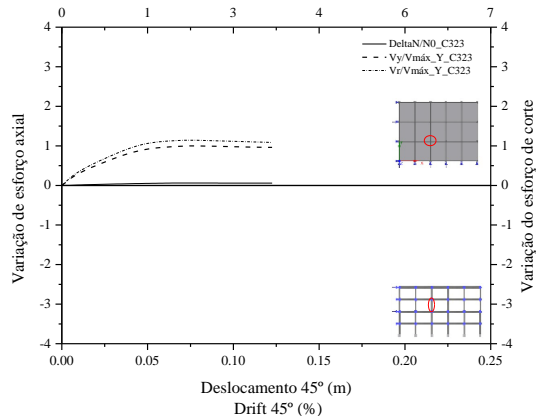 0 1 2 3 4 5 6 7
DeltaN/N0_C323
Vy/Vmáx_Y_C323
Vr/Vmáx_Y_C323
Variação de esforço axial
4
3
2
1
0
-1
-2
-3
-4
4
3
2
1
0
-1
-2
-3
-4
Variação do esforço de corte
0.00 0.05 0.10 0.15 0.20 0.25
Deslocamento 45º (m)
Drift 45º (%)